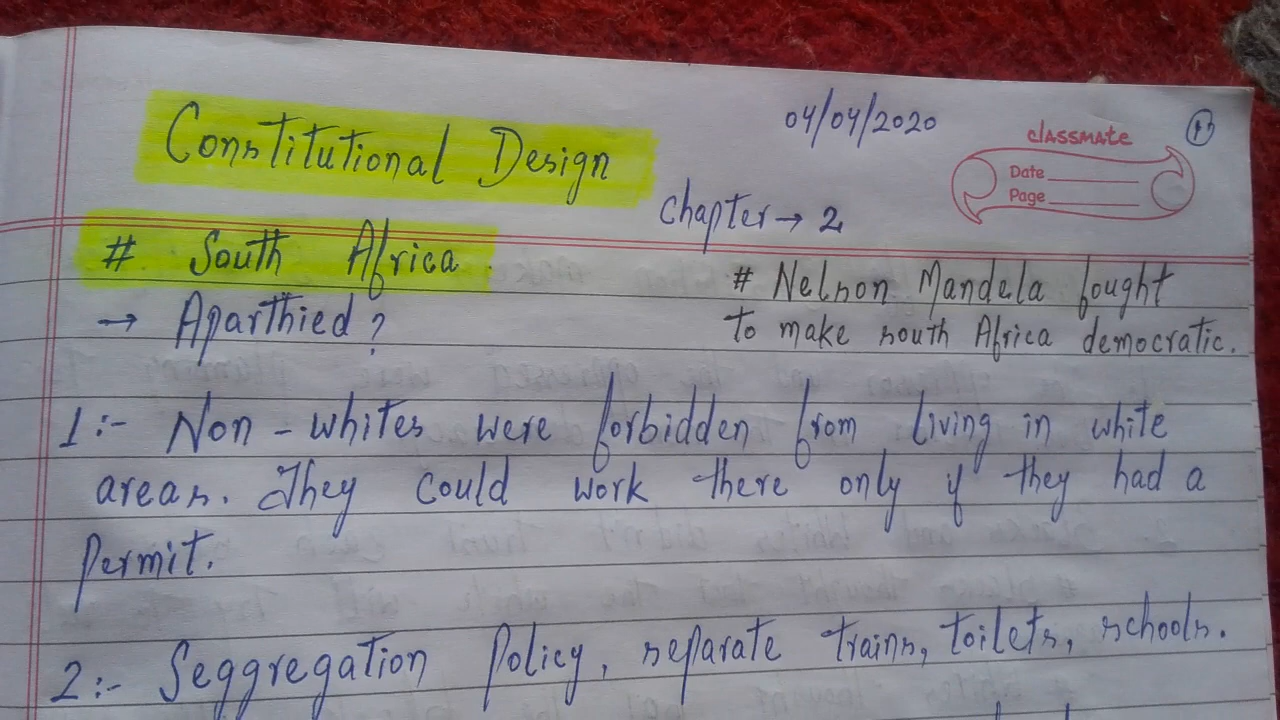 04/04/2020
classmate
Date
Page
Constitutional Design
Chapter → 2
# South Africa
→ Aparthied?
# Nelson Mandela fought
to make south Africa democratic.
1:- Non-whites were forbidden from living in white
areas. They could work there only if they had a
permit.
2:- Seggregation Policy, separate trains, toilets, schools.